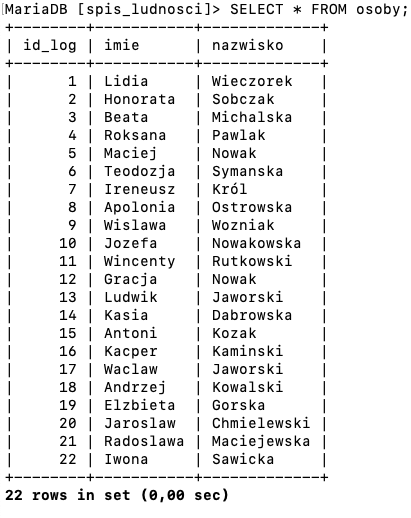 MariaDB [spis_ludnosci]> SELECT * FROM osoby;
+--------+-----------+-------------+
| id_log | imie      | nazwisko    |
+--------+-----------+-------------+
|      1 | Lidia     | Wieczorek   |
|      2 | Honorata  | Sobczak     |
|      3 | Beata     | Michalska   |
|      4 | Roksana   | Pawlak      |
|      5 | Maciej    | Nowak       |
|      6 | Teodozja  | Symanska    |
|      7 | Ireneusz  | Król        |
|      8 | Apolonia  | Ostrowska   |
|      9 | Wislawa   | Wozniak     |
|     10 | Jozefa    | Nowakowska  |
|     11 | Wincenty  | Rutkowski   |
|     12 | Gracja    | Nowak       |
|     13 | Ludwik    | Jaworski    |
|     14 | Kasia     | Dabrowska   |
|     15 | Antoni    | Kozak       |
|     16 | Kacper    | Kaminski    |
|     17 | Waclaw    | Jaworski    |
|     18 | Andrzej   | Kowalski    |
|     19 | Elzbieta  | Gorska      |
|     20 | Jaroslaw  | Chmielewski |
|     21 | Radoslawa | Maciejewska |
|     22 | Iwona     | Sawicka     |
+--------+-----------+-------------+
22 rows in set (0,00 sec)